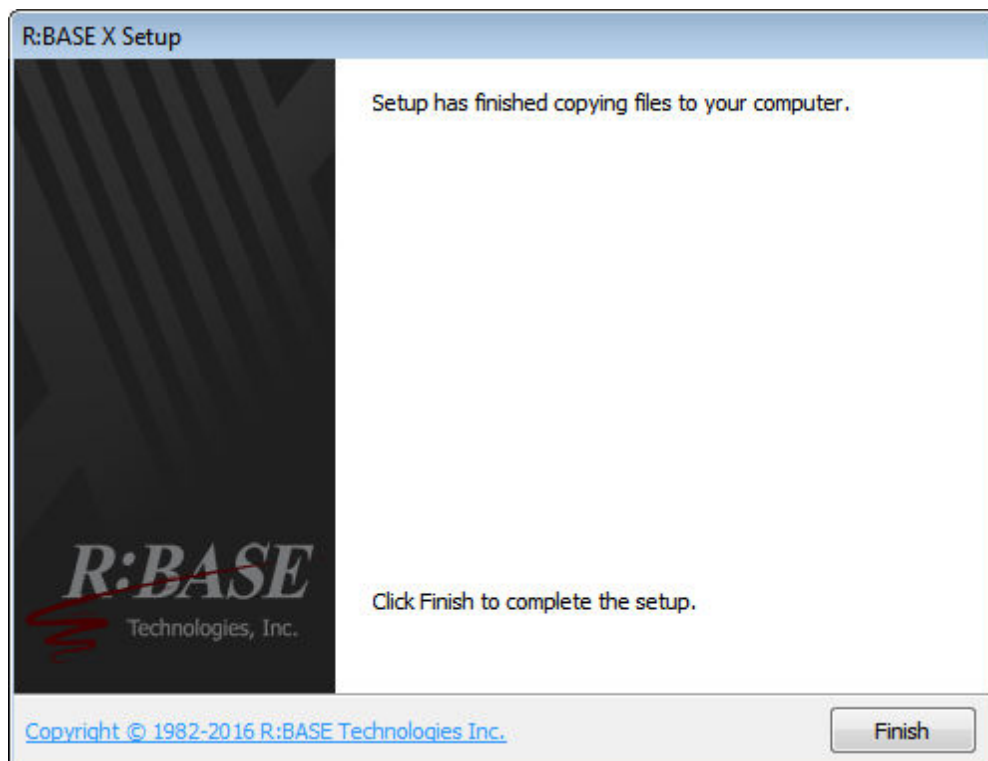 R:BASE X Setup
Setup has finished copying files to your computer.
R:BASE
Technologies, Inc.
Click Finish to complete the setup.
Copyright © 1982-2016 R:BASE Technologies Inc.
Finish